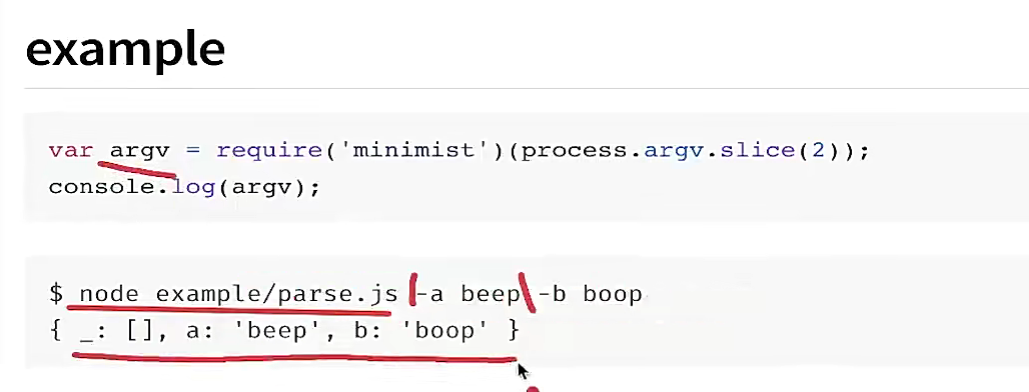 example
var argv = require('minimist')(process.argv.slice(2));
console.log(argv);
$ node example/parse.js -a beep -b boop
{ _: [], a: 'beep', b: 'boop' }